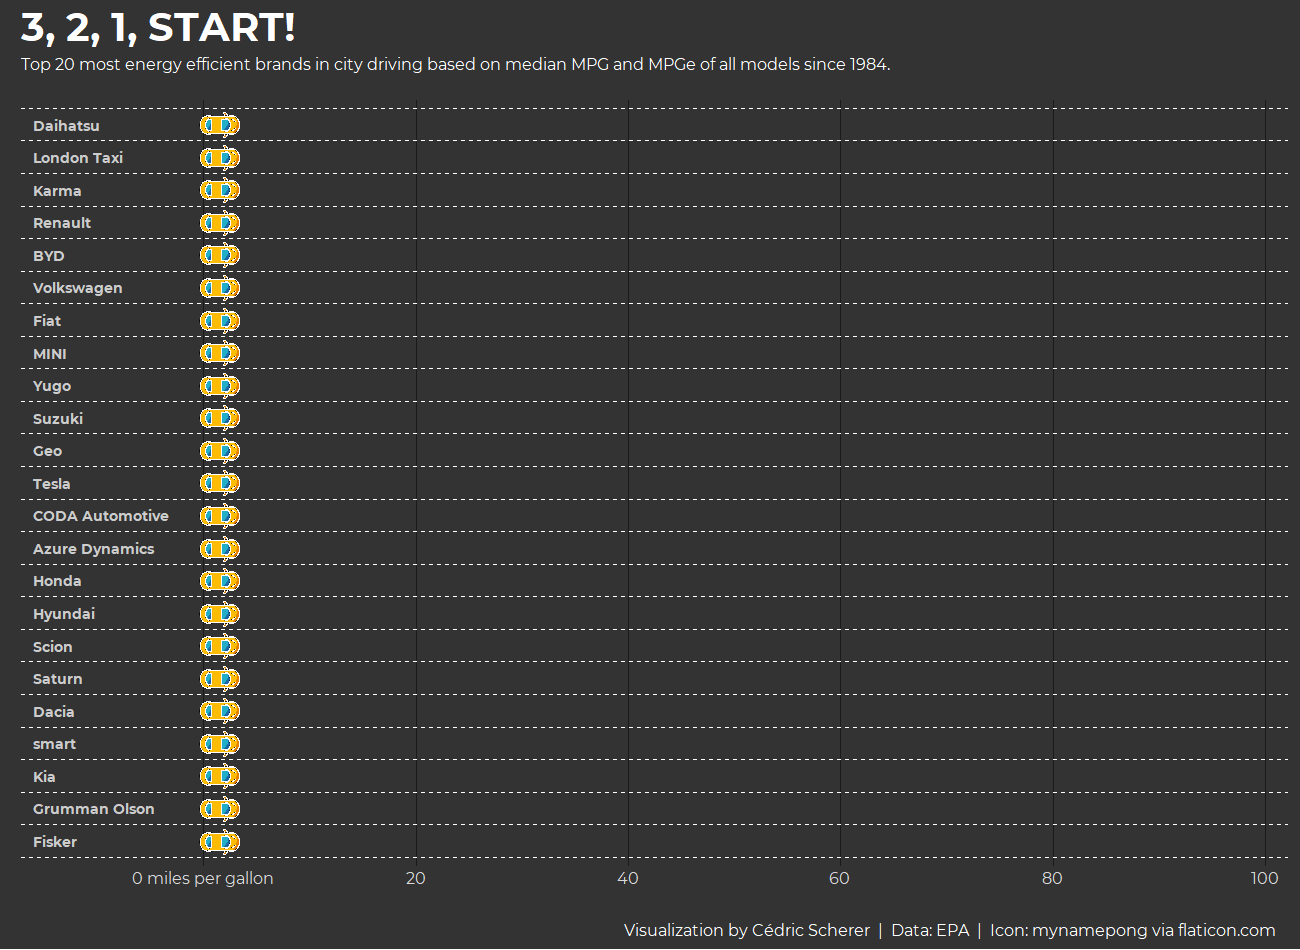 3, 2, 1, START!
Top 20 most energy efficient brands in city driving based on median MPG and MPGe of all models since 1984.
Daihatsu
London Taxi
Karma
Renault
BYD
Volkswagen
Fiat
MINI
Yugo
Suzuki
Geo
Tesla
CODA Automotive
Azure Dynamics
Honda
Hyundai
Scion
Saturn
Dacia
smart
Kia
Grumman Olson
Fisker
0 miles per gallon 20 40 60 80 100
Visualization by Cédric Scherer | Data: EPA | Icon: mynamepong via flaticon.com